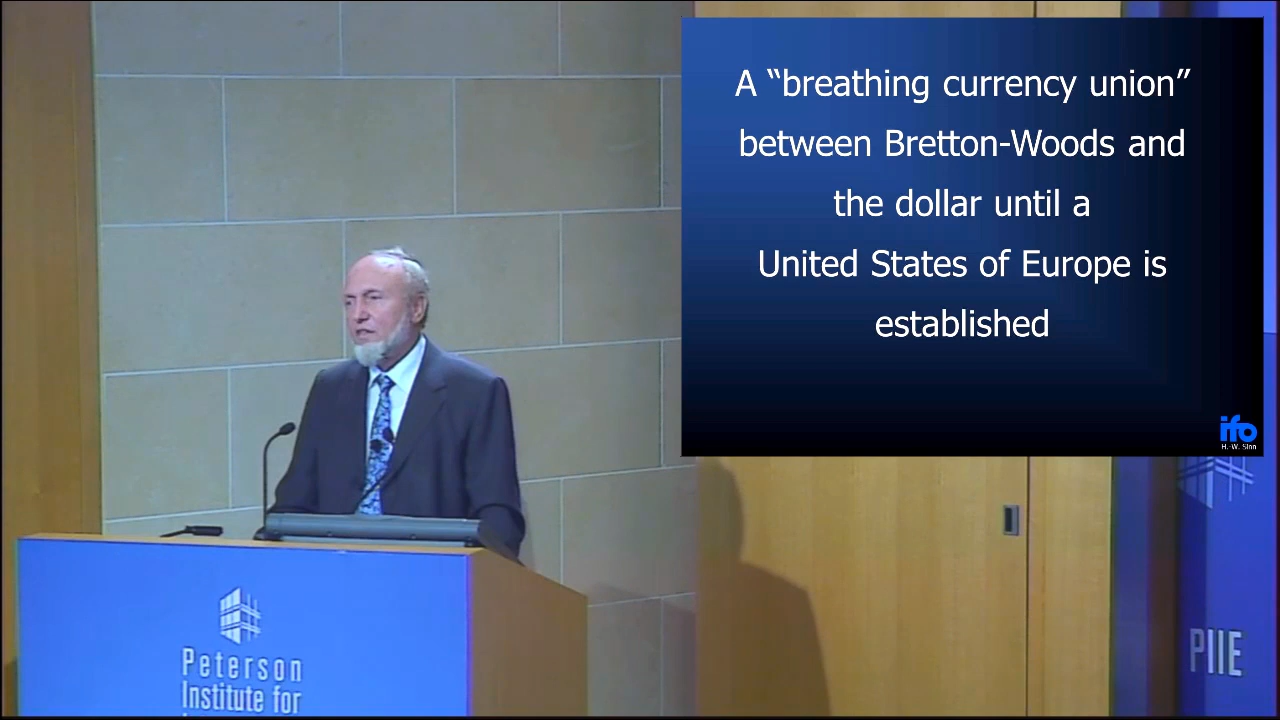 A “breathing currency union”
between Bretton-Woods and
the dollar until a
United States of Europe is
established
ifo
H.-W. Sinn
Peterson
Institute for
PIIE